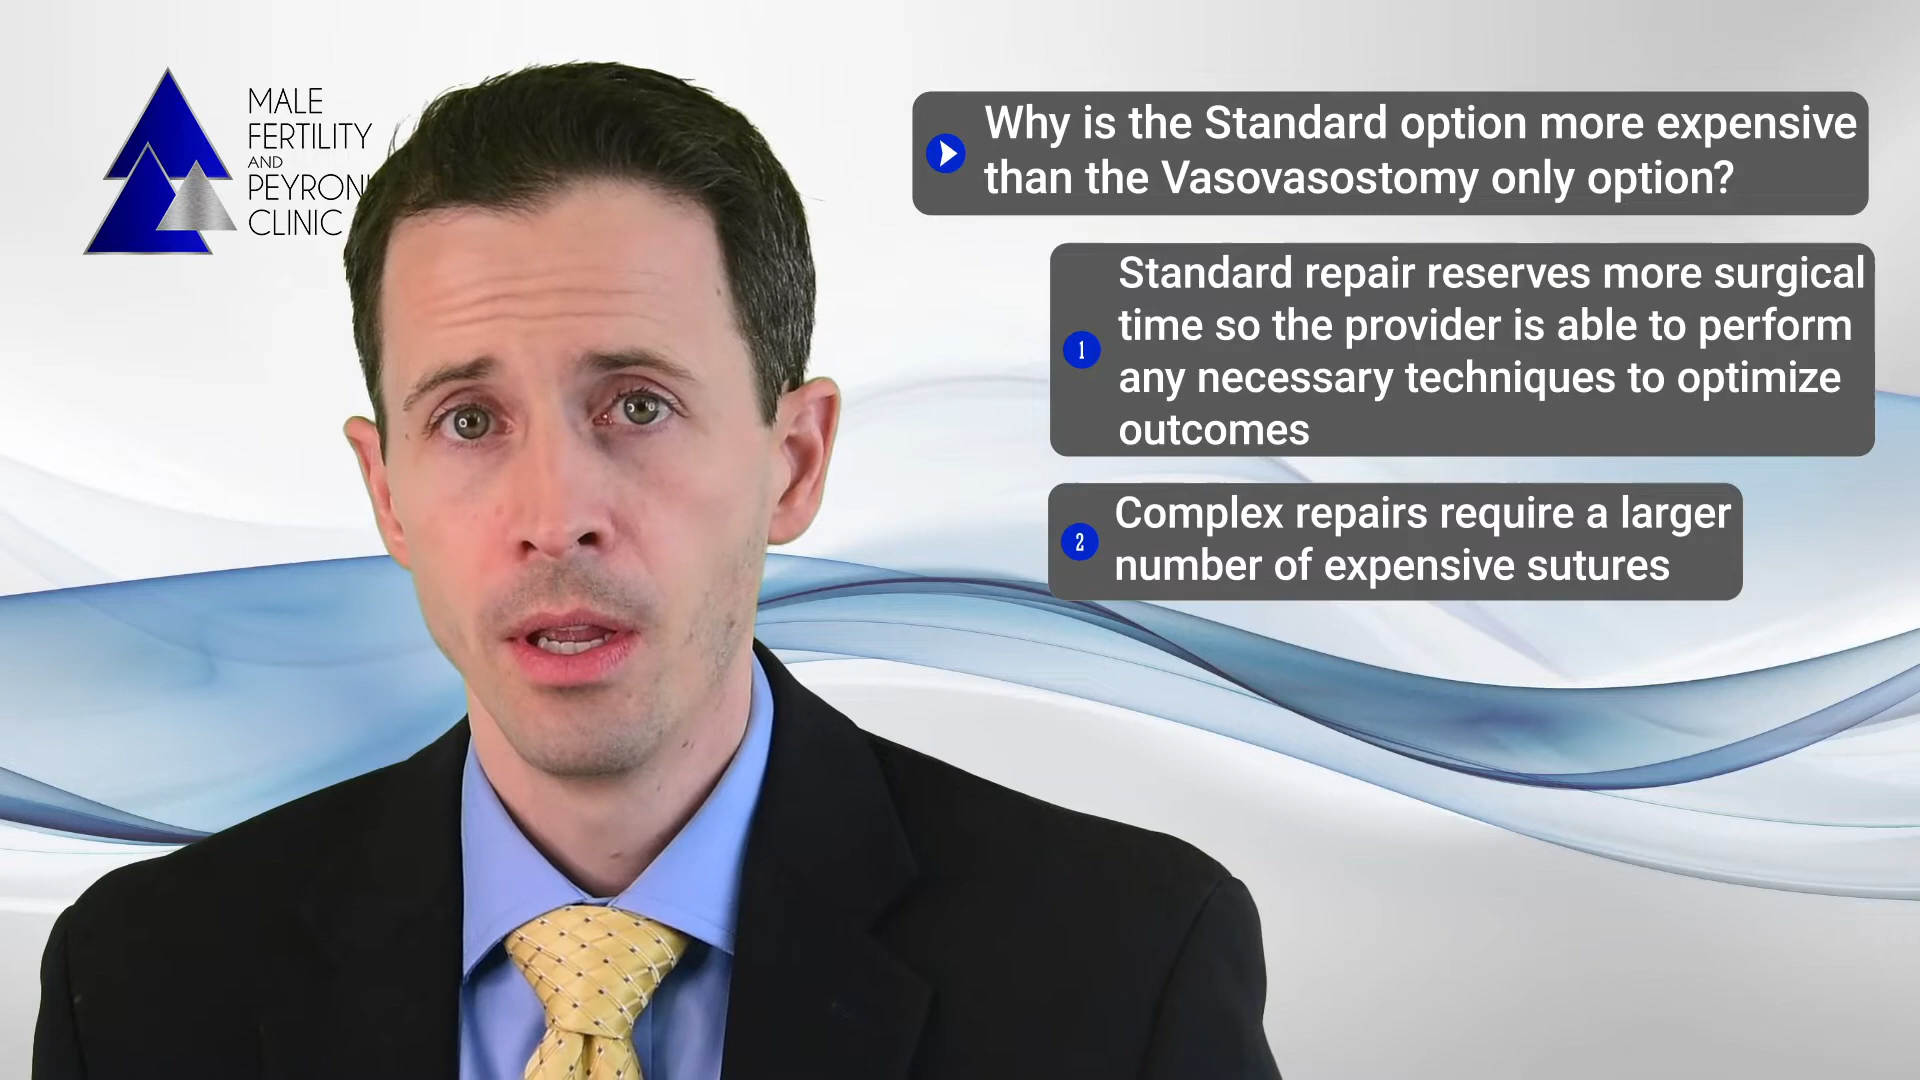 MALE
FERTILITY
AND
PEYRONI
CLINIC
Why is the Standard option more expensive
than the Vasovasostomy only option?
1
Standard repair reserves more surgical
time so the provider is able to perform
any necessary techniques to optimize
outcomes
2
Complex repairs require a larger
number of expensive sutures